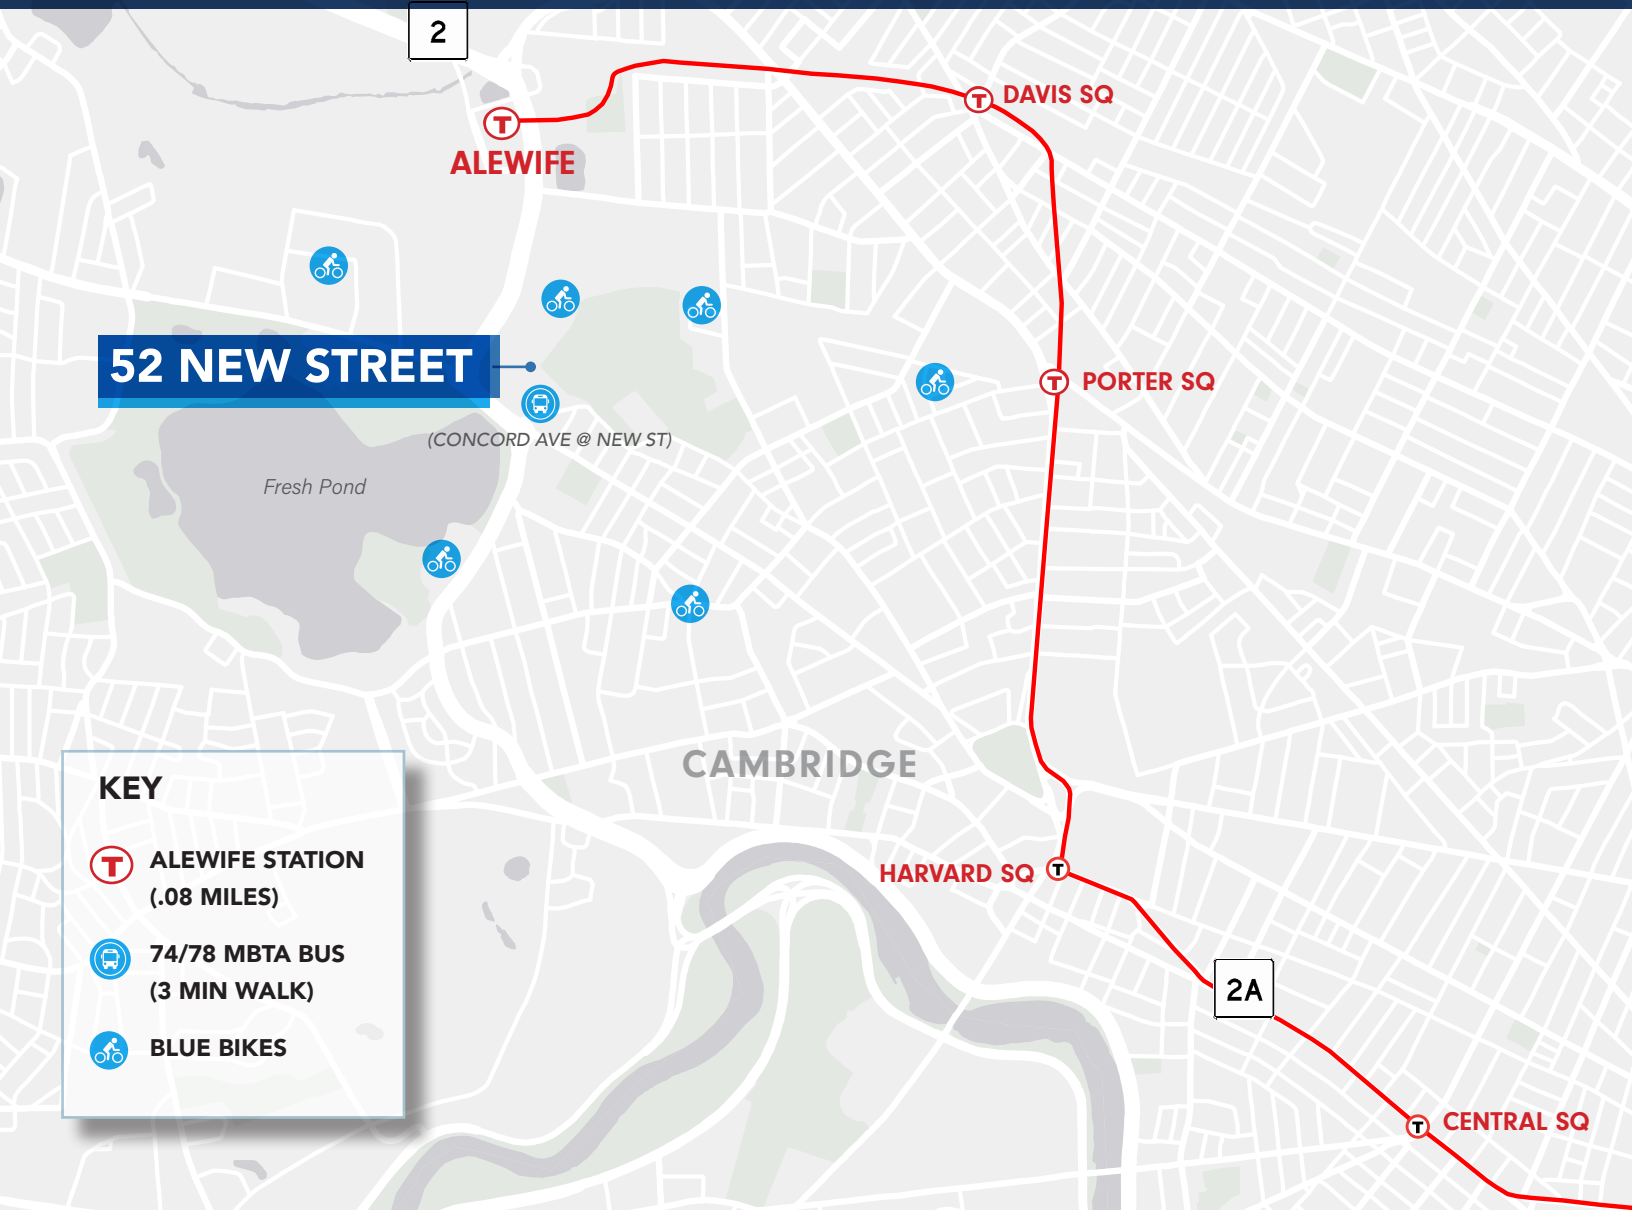 2
DAVIS SQ
T
T
ALEWIFE
52 NEW STREET
T
PORTER SQ
(CONCORD AVE @ NEW ST)
Fresh Pond
CAMBRIDGE
HARVARD SQ
T
2A
T
CENTRAL SQ
KEY
T
ALEWIFE STATION
(.08 MILES)
74/78 MBTA BUS
(3 MIN WALK)
BLUE BIKES